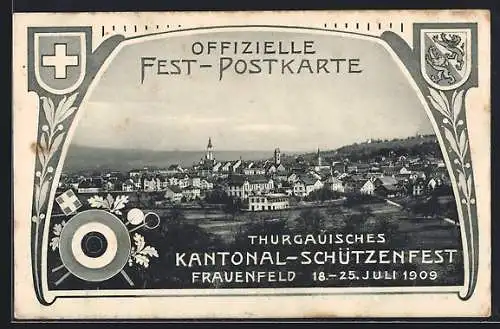 OFFIZIELLE
FEST-POSTKARTE
THURGAUISCHES
KANTONAL-SCHÜTZENFEST
FRAUENFELD 18.-25. JULI 1909